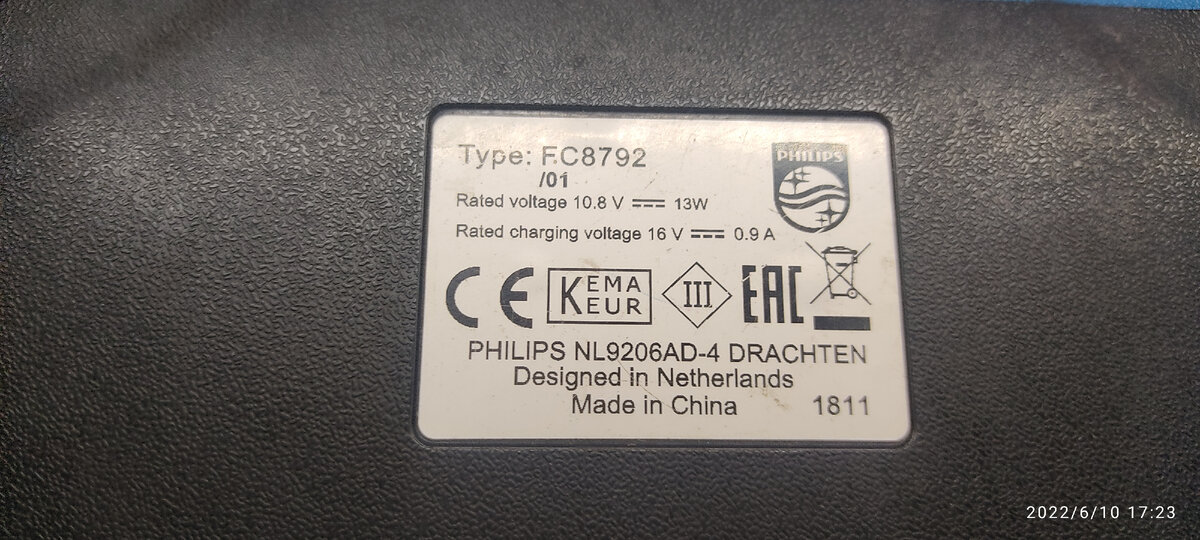 Type: FC8792
/01
PHILIPS
Rated voltage 10.8 V 13W
Rated charging voltage 16 V 0.9 A
CE KEMA KEUR III EAC
PHILIPS NL9206AD-4 DRACHTEN
Designed in Netherlands
Made in China 1811
2022/6/10 17:23